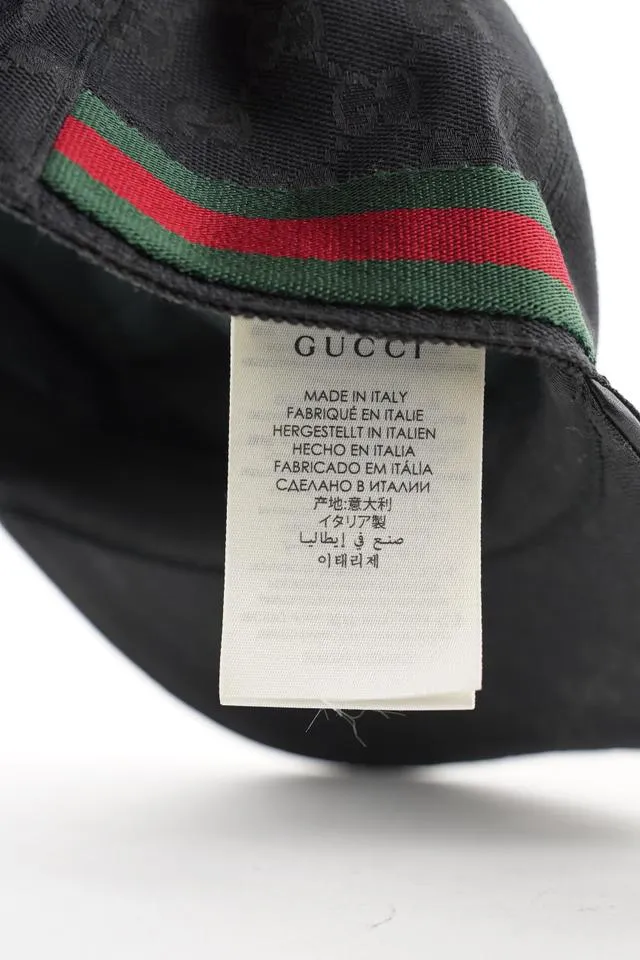 GUCCI
MADE IN ITALY
FABRIQUÉ EN ITALIE
HERGESTELLT IN ITALIEN
HECHO EN ITALIA
FABRICADO EM ITÁLIA
СДЕЛАНО В ИТАЛИИ
产地:意大利
イタリア製
صنع في إيطاليا
이태리제